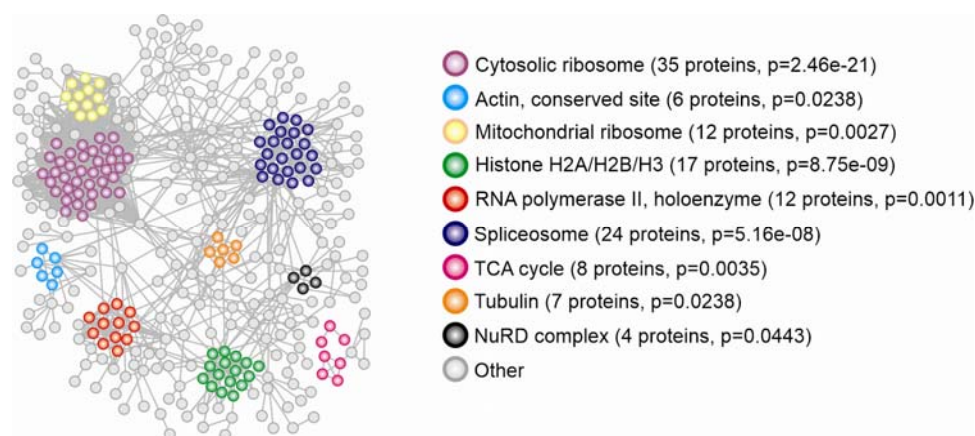 Cytosolic ribosome (35 proteins, p=2.46e-21)
Actin, conserved site (6 proteins, p=0.0238)
Mitochondrial ribosome (12 proteins, p=0.0027)
Histone H2A/H2B/H3 (17 proteins, p=8.75e-09)
RNA polymerase II, holoenzyme (12 proteins, p=0.0011)
Spliceosome (24 proteins, p=5.16e-08)
TCA cycle (8 proteins, p=0.0035)
Tubulin (7 proteins, p=0.0238)
NuRD complex (4 proteins, p=0.0443)
Other